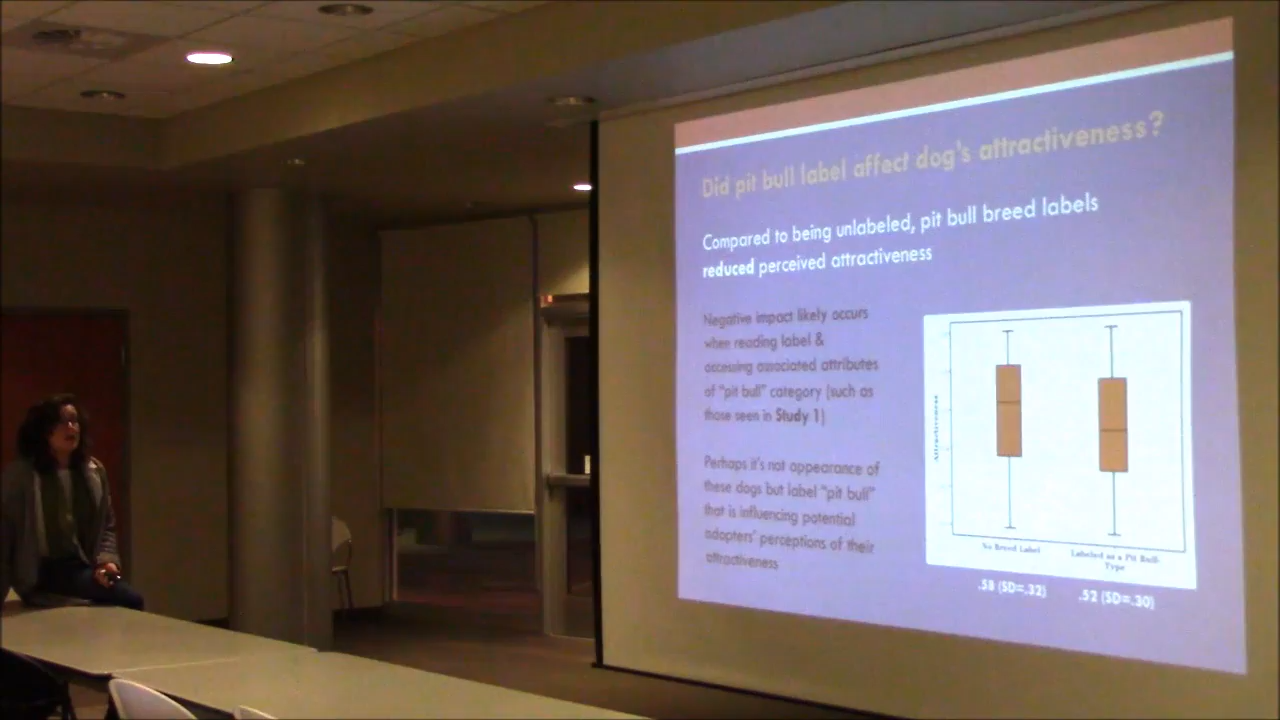 Did pit bull label affect dog's attractiveness?
Compared to being unlabeled, pit bull breed labels
reduced perceived attractiveness
Negative impact likely occurs
when reading label &
accessing associated attributes
of "pit bull" category (such as
those seen in Study 1)
Perhaps it's not appearance of
these dogs but label "pit bull"
that is influencing potential
adopters' perceptions of their
attractiveness
Attractiveness
No Breed Label
Labeled as a Pit Bull-
Type
.58 (SD=.32)
.52 (SD=.30)